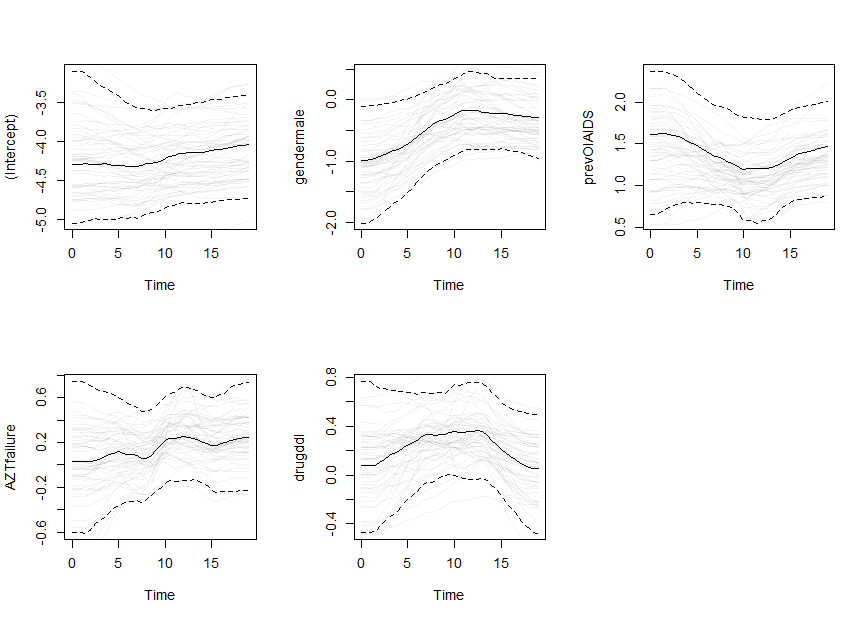 (Intercept)
-3.5
-4.0
-4.5
-5.0
0 5 10 15
Time
gendermale
0.0
-1.0
-2.0
0 5 10 15
Time
prevOIAIDS
2.0
1.5
1.0
0.5
0 5 10 15
Time
AZTfailure
0.6
0.2
-0.2
-0.6
0 5 10 15
Time
drugddI
0.8
0.4
0.0
-0.4
0 5 10 15
Time